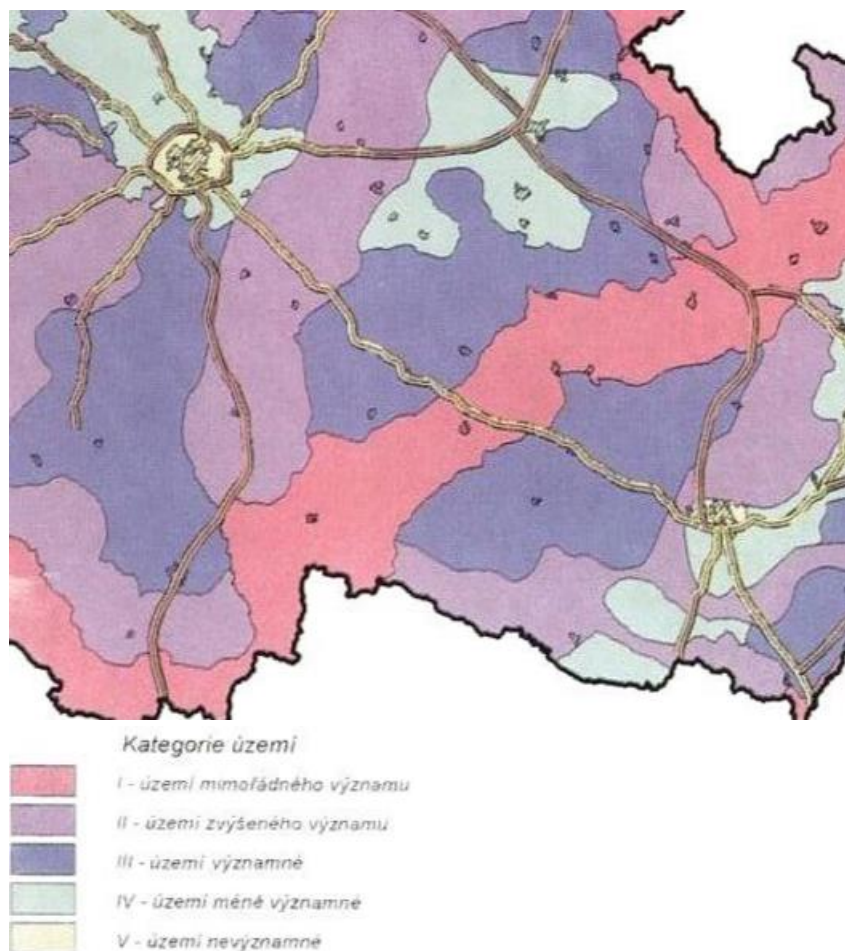 Kategorie území
I - území mimořádného významu
II - území zvýšeného významu
III - území významné
IV - území méně významné
V - území nevýznamné